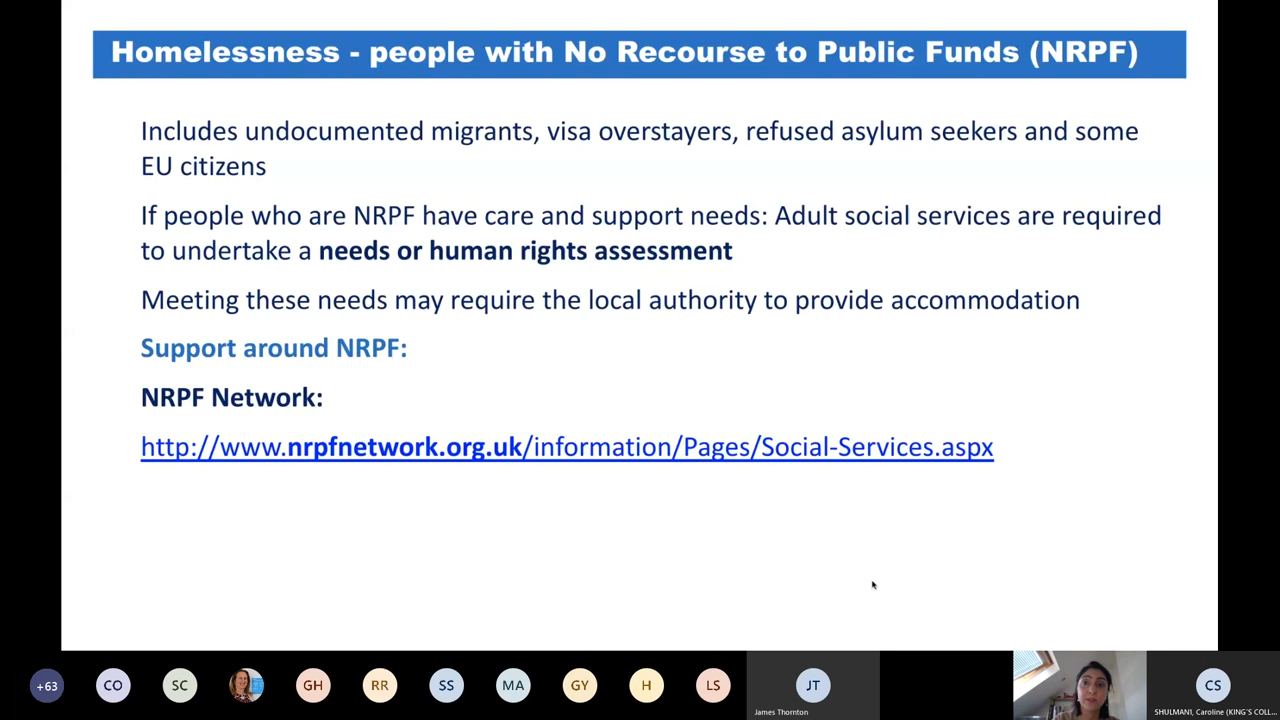 Homelessness - people with No Recourse to Public Funds (NRPF)
Includes undocumented migrants, visa overstayers, refused asylum seekers and some
EU citizens
If people who are NRPF have care and support needs: Adult social services are required
to undertake a needs or human rights assessment
Meeting these needs may require the local authority to provide accommodation
Support around NRPF:
NRPF Network:
http://www.nrpfnetwork.org.uk/information/Pages/Social-Services.aspx
+63
CO
SC
GH
RR
SS
MA
GY
H
LS
JT
James Thornton
CS
SHULMAN, Caroline (KING'S COLL...